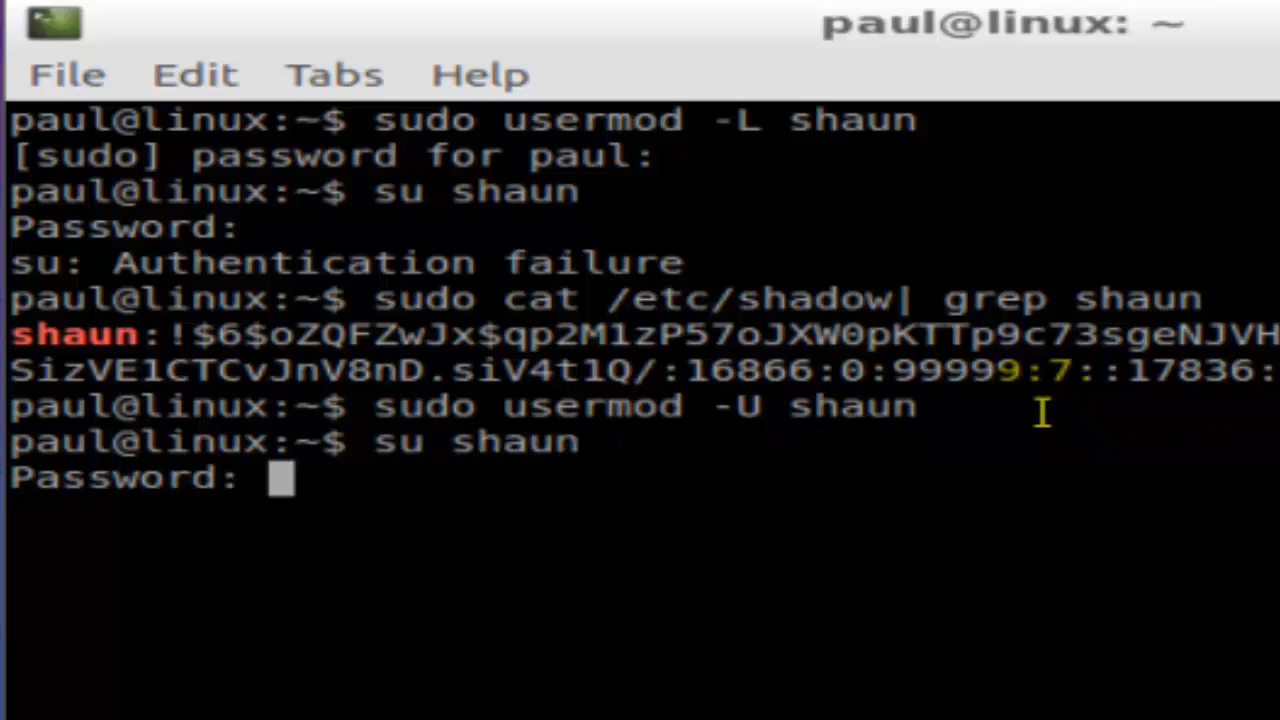 paul@linux: ~
File Edit Tabs Help
paul@linux:~$ sudo usermod -L shaun
[sudo] password for paul:
paul@linux:~$ su shaun
Password:
su: Authentication failure
paul@linux:~$ sudo cat /etc/shadow| grep shaun
shaun:!$6$oZQFZwJx$qp2M1zP57oJXW0pKTTp9c73sgeNJVH
SizVE1CTCvJnV8nD.siV4t1Q/:16866:0:99999:7::17836:
paul@linux:~$ sudo usermod -U shaun
paul@linux:~$ su shaun
Password: